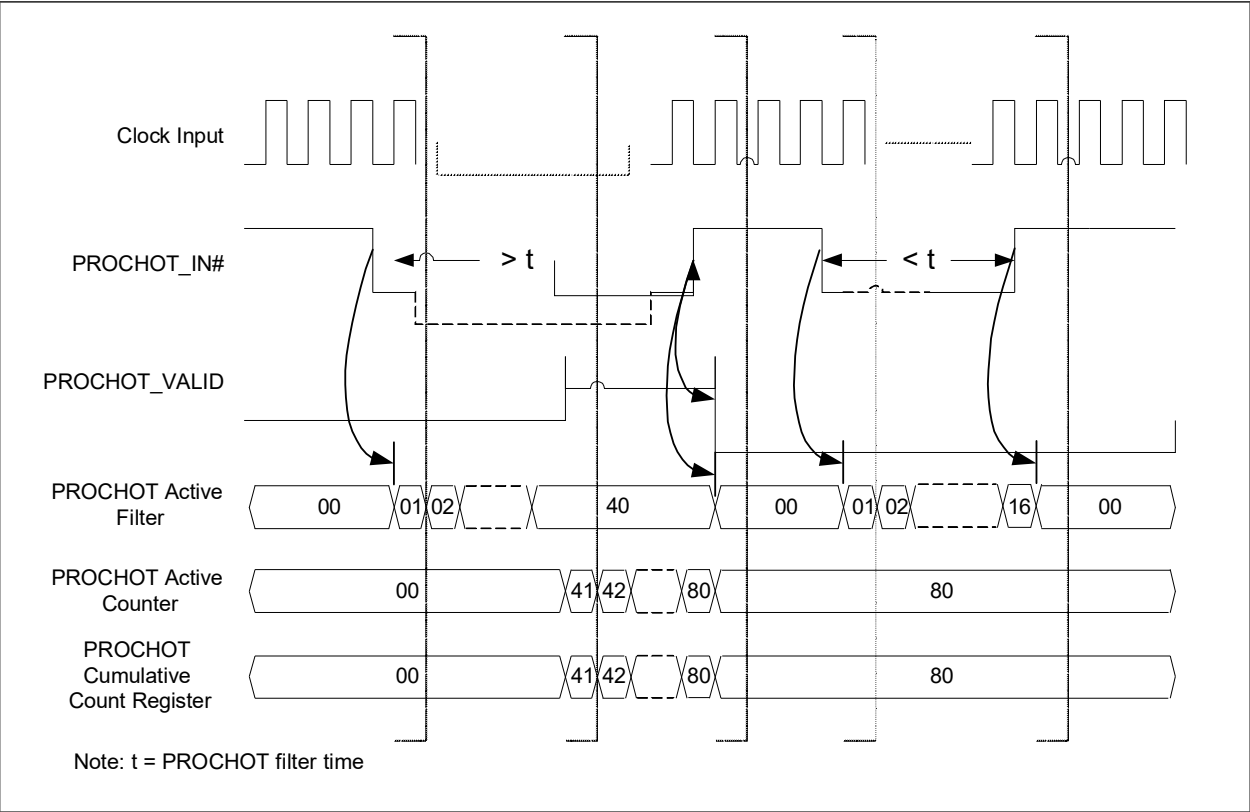 Clock Input
PROCHOT_IN#
> t
< t
PROCHOT_VALID
PROCHOT Active
Filter
00 01 02 40 00 01 02 16 00
PROCHOT Active
Counter
00 41 42 80 80
PROCHOT
Cumulative
Count Register
00 41 42 80 80
Note: t = PROCHOT filter time